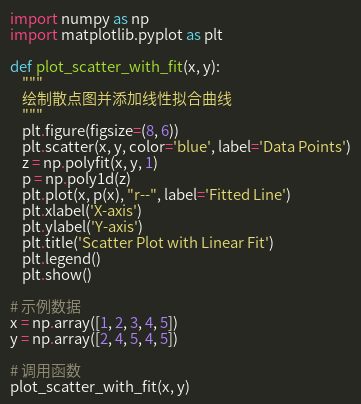 import numpy as np
import matplotlib.pyplot as plt

def plot_scatter_with_fit(x, y):
    """
    绘制散点图并添加线性拟合曲线
    """
    plt.figure(figsize=(8, 6))
    plt.scatter(x, y, color='blue', label='Data Points')
    z = np.polyfit(x, y, 1)
    p = np.poly1d(z)
    plt.plot(x, p(x), "r--", label='Fitted Line')
    plt.xlabel('X-axis')
    plt.ylabel('Y-axis')
    plt.title('Scatter Plot with Linear Fit')
    plt.legend()
    plt.show()

# 示例数据
x = np.array([1, 2, 3, 4, 5])
y = np.array([2, 4, 5, 4, 5])

# 调用函数
plot_scatter_with_fit(x, y)